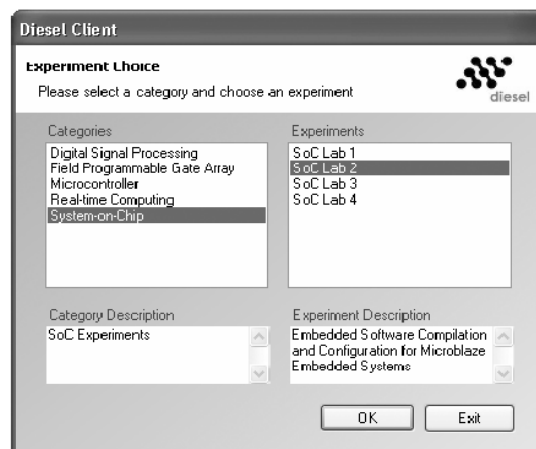 Diesel Client
Experiment Choice
Please select a category and choose an experiment
diesel
Categories
Digital Signal Processing
Field Programmable Gate Array
Microcontroller
Real-time Computing
System-on-Chip
Experiments
SoC Lab 1
SoC Lab 2
SoC Lab 3
SoC Lab 4
Category Description
SoC Experiments
Experiment Description
Embedded Software Compilation
and Configuration for Microblaze
Embedded Systems
OK
Exit